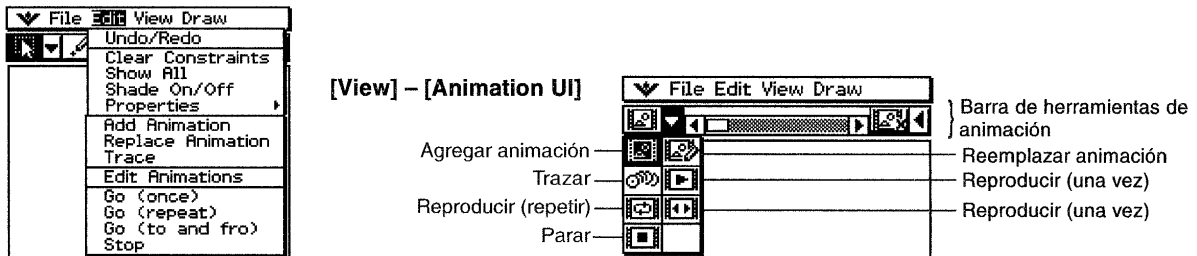 File Edit View Draw
Undo/Redo
Clear Constraints
Show All
Shade On/Off
Properties
Add Animation
Replace Animation
Trace
Edit Animations
Go (once)
Go (repeat)
Go (to and fro)
Stop
[View] – [Animation UI]
File Edit View Draw
Barra de herramientas de
animación
Agregar animación
Reemplazar animación
Trazar
Reproducir (una vez)
Reproducir (repetir)
Reproducir (una vez)
Parar